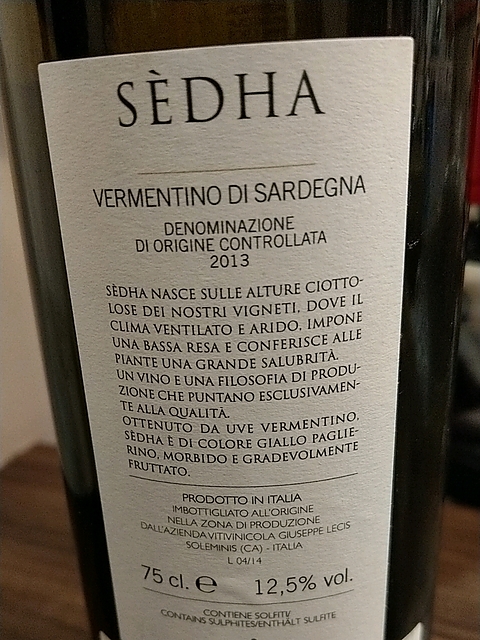 SÈDHA
VERMENTINO DI SARDEGNA
DENOMINAZIONE
DI ORIGINE CONTROLLATA
2013
SÈDHA NASCE SULLE ALTURE CIOTTO-
LOSE DEI NOSTRI VIGNETI, DOVE IL
CLIMA VENTILATO E ARIDO, IMPONE
UNA BASSA RESA E CONFERISCE ALLE
PIANTE UNA GRANDE SALUBRITÀ.
UN VINO E UNA FILOSOFIA DI PRODU-
ZIONE CHE PUNTANO ESCLUSIVAMEN-
TE ALLA QUALITÀ.
OTTENUTO DA UVE VERMENTINO,
SÈDHA È DI COLORE GIALLO PAGLIE-
RINO, MORBIDO E GRADEVOLMENTE
FRUTTATO.
PRODOTTO IN ITALIA
IMBOTTIGLIATO ALL'ORIGINE
NELLA ZONA DI PRODUZIONE
DALL'AZIENDA VITIVINICOLA GIUSEPPE LECIS
SOLEMINIS (CA) - ITALIA
L 04/14
75 cl. ℮ 12,5% vol.
CONTIENE SOLFITI/
CONTAINS SULPHITES/ENTHÄLT SULFITE